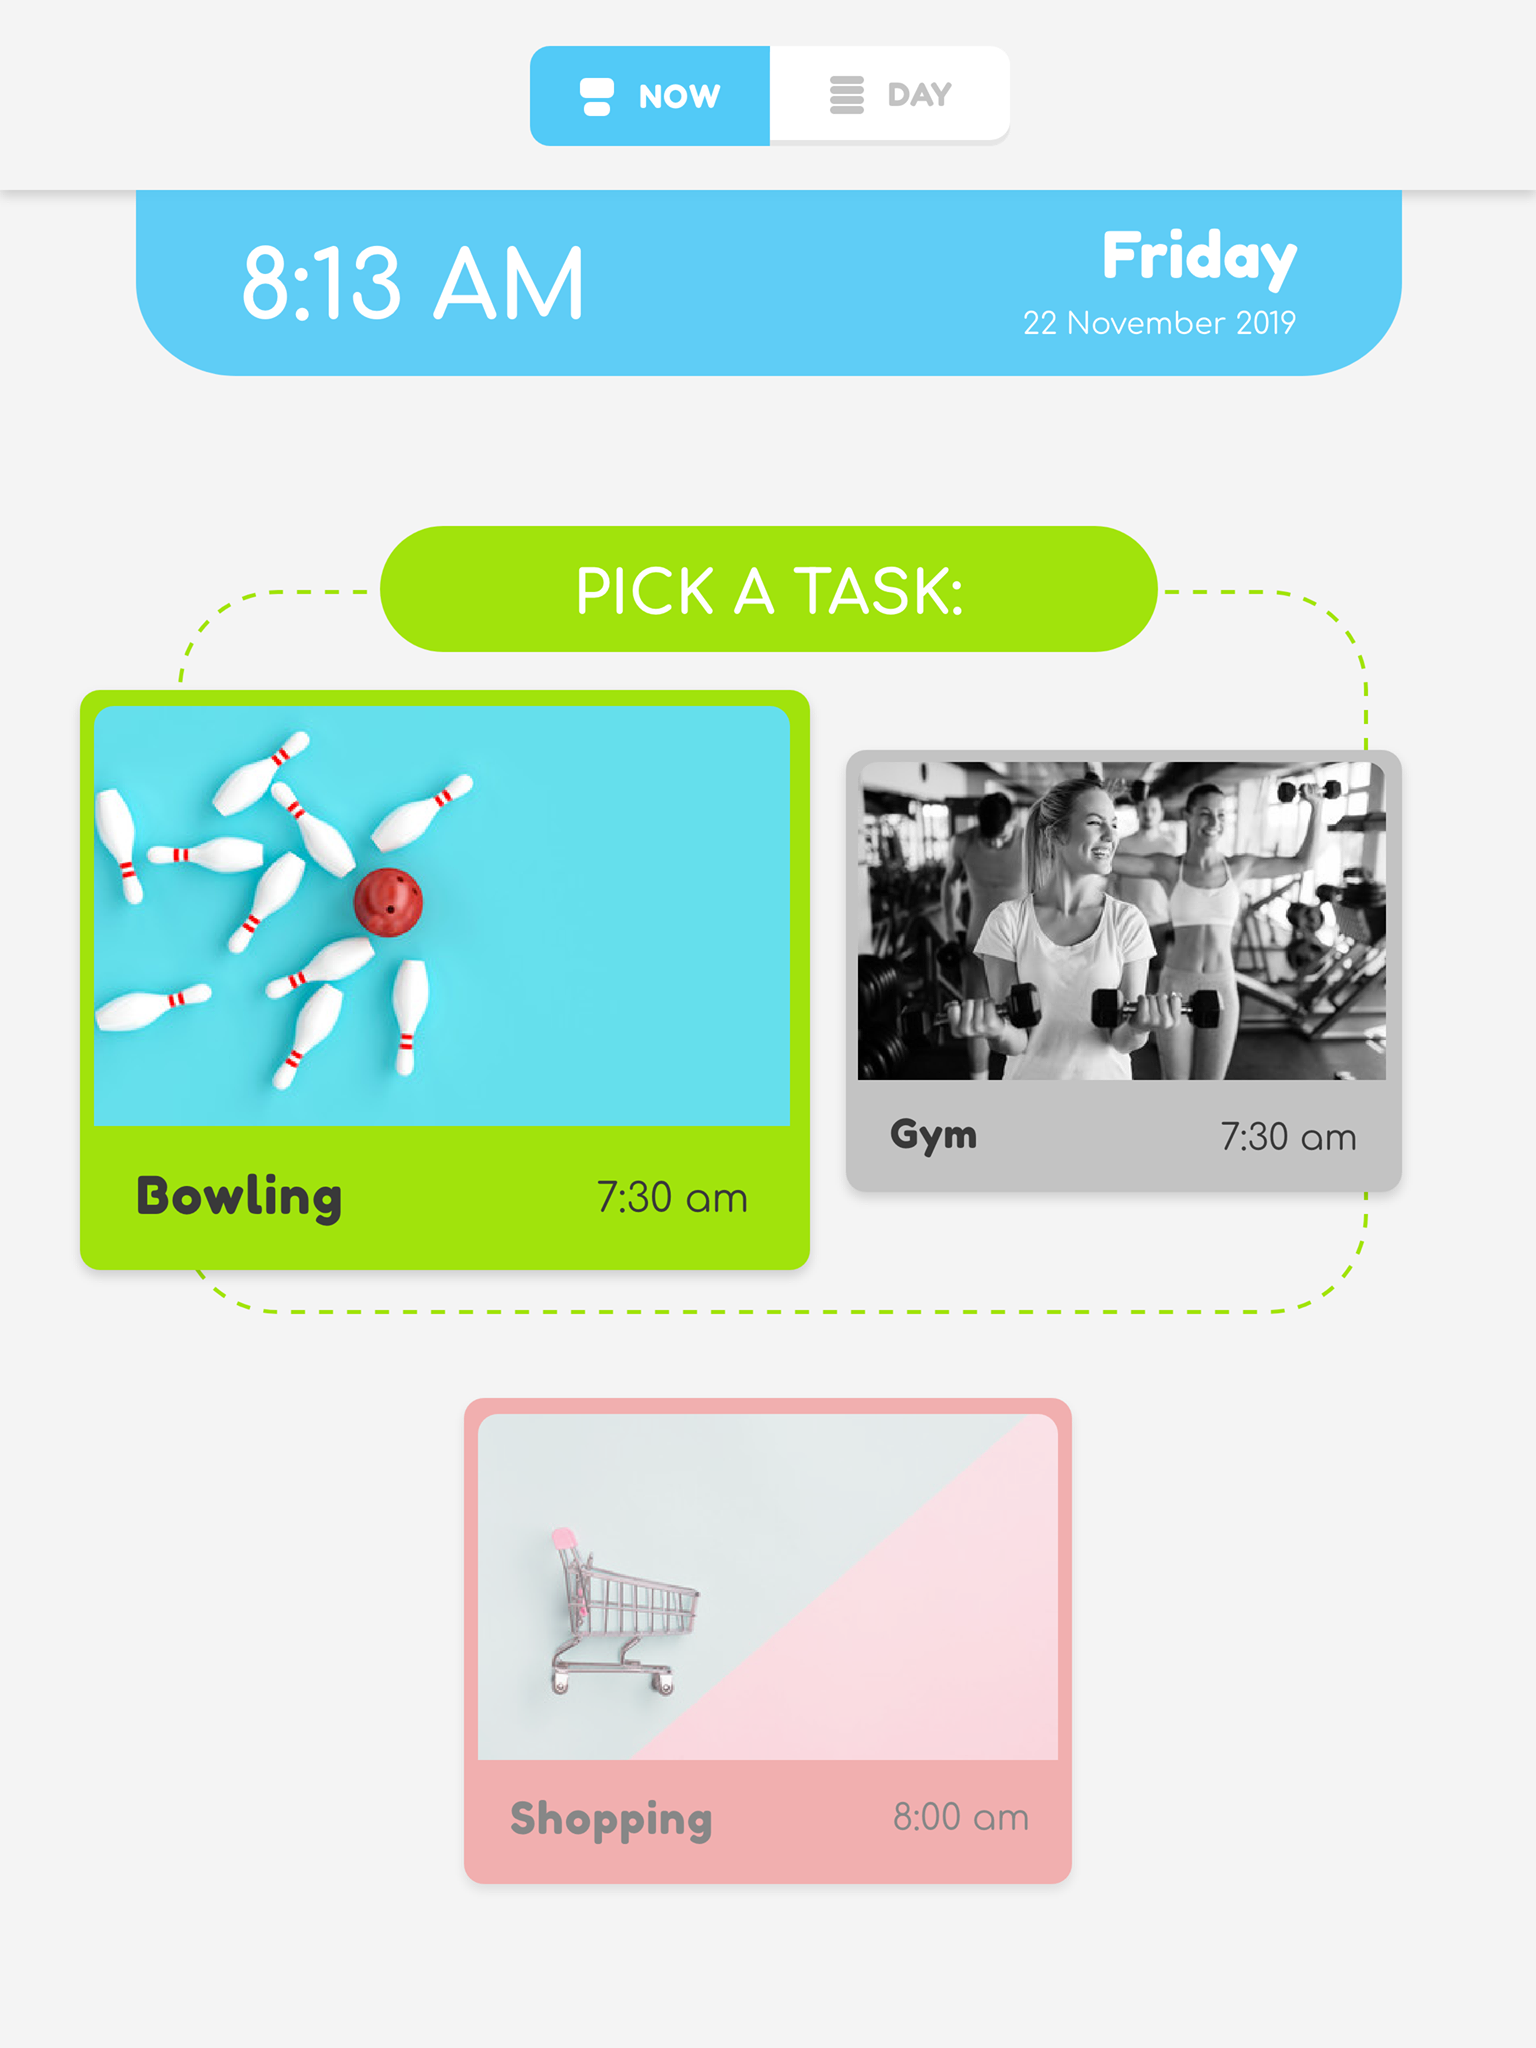 NOW
DAY
8:13 AM
Friday
22 November 2019
PICK A TASK:
Bowling
7:30 am
Gym
7:30 am
Shopping
8:00 am